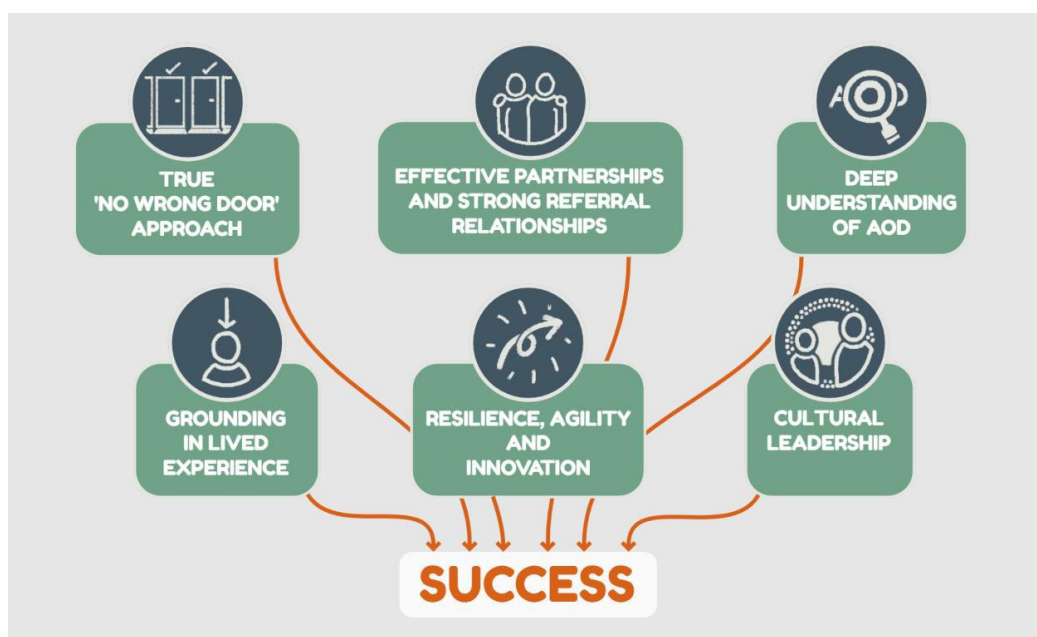 TRUE
'NO WRONG DOOR'
APPROACH
EFFECTIVE PARTNERSHIPS
AND STRONG REFERRAL
RELATIONSHIPS
AOD
DEEP
UNDERSTANDING
OF AOD
GROUNDING
IN LIVED
EXPERIENCE
RESILIENCE, AGILITY
AND
INNOVATION
CULTURAL
LEADERSHIP
SUCCESS